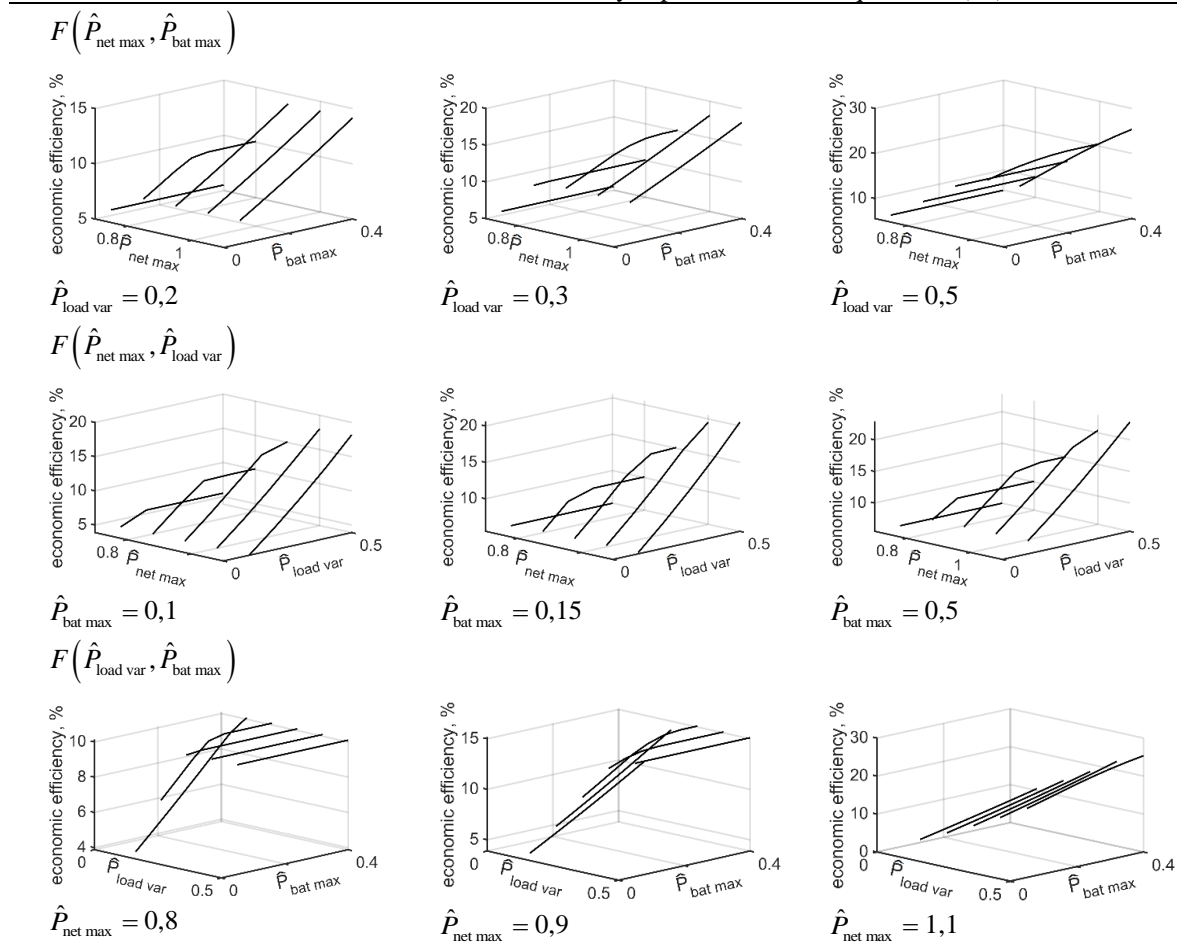 F(P̂net max, P̂bat max)
economic efficiency, %
15
10
5
0.8
1
P̂net max
0
0.4
P̂bat max
economic efficiency, %
20
15
10
5
0.8
1
P̂net max
0
0.4
P̂bat max
economic efficiency, %
30
20
10
0.8
1
P̂net max
0
0.4
P̂bat max
P̂load var = 0,2
P̂load var = 0,3
P̂load var = 0,5
F(P̂net max, P̂load var)
economic efficiency, %
20
15
10
5
0.8
P̂net max
0
0.5
P̂load var
economic efficiency, %
20
15
10
0.8
P̂net max
0
0.5
P̂load var
economic efficiency, %
20
15
10
0.8
1
P̂net max
0
0.5
P̂load var
P̂bat max = 0,1
P̂bat max = 0,15
P̂bat max = 0,5
F(P̂load var, P̂bat max)
economic efficiency, %
10
8
6
4
0
P̂load var
0.5
0
0.4
P̂bat max
economic efficiency, %
15
10
5
0
P̂load var
0.5
0
0.4
P̂bat max
economic efficiency, %
30
20
10
0
0
P̂load var
0.5
0
0.4
P̂bat max
P̂net max = 0,8
P̂net max = 0,9
P̂net max = 1,1